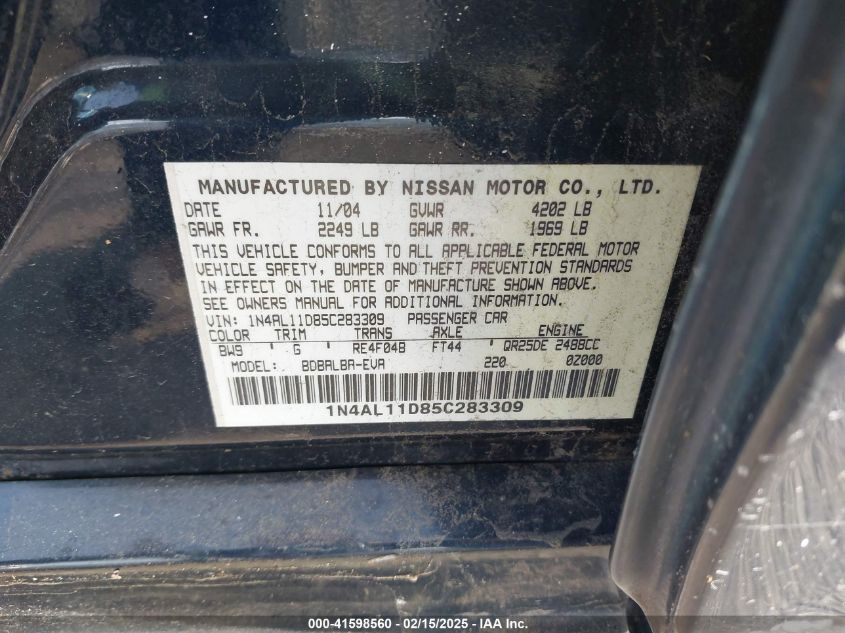 MANUFACTURED BY NISSAN MOTOR CO., LTD.
DATE 11/04 GVWR 4202 LB
GAWR FR. 2249 LB GAWR RR. 1969 LB
THIS VEHICLE CONFORMS TO ALL APPLICABLE FEDERAL MOTOR
VEHICLE SAFETY, BUMPER AND THEFT PREVENTION STANDARDS
IN EFFECT ON THE DATE OF MANUFACTURE SHOWN ABOVE.
SEE OWNERS MANUAL FOR ADDITIONAL INFORMATION.
VIN: 1N4AL11D85C283309 PASSENGER CAR
COLOR TRIM TRANS AXLE ENGINE
BW9 G RE4F04B FT44 QR25DE 2488CC
MODEL: BDBALBA-EVA 220 0Z000
1N4AL11D85C283309
000-41598560 - 02/15/2025 - IAA Inc.